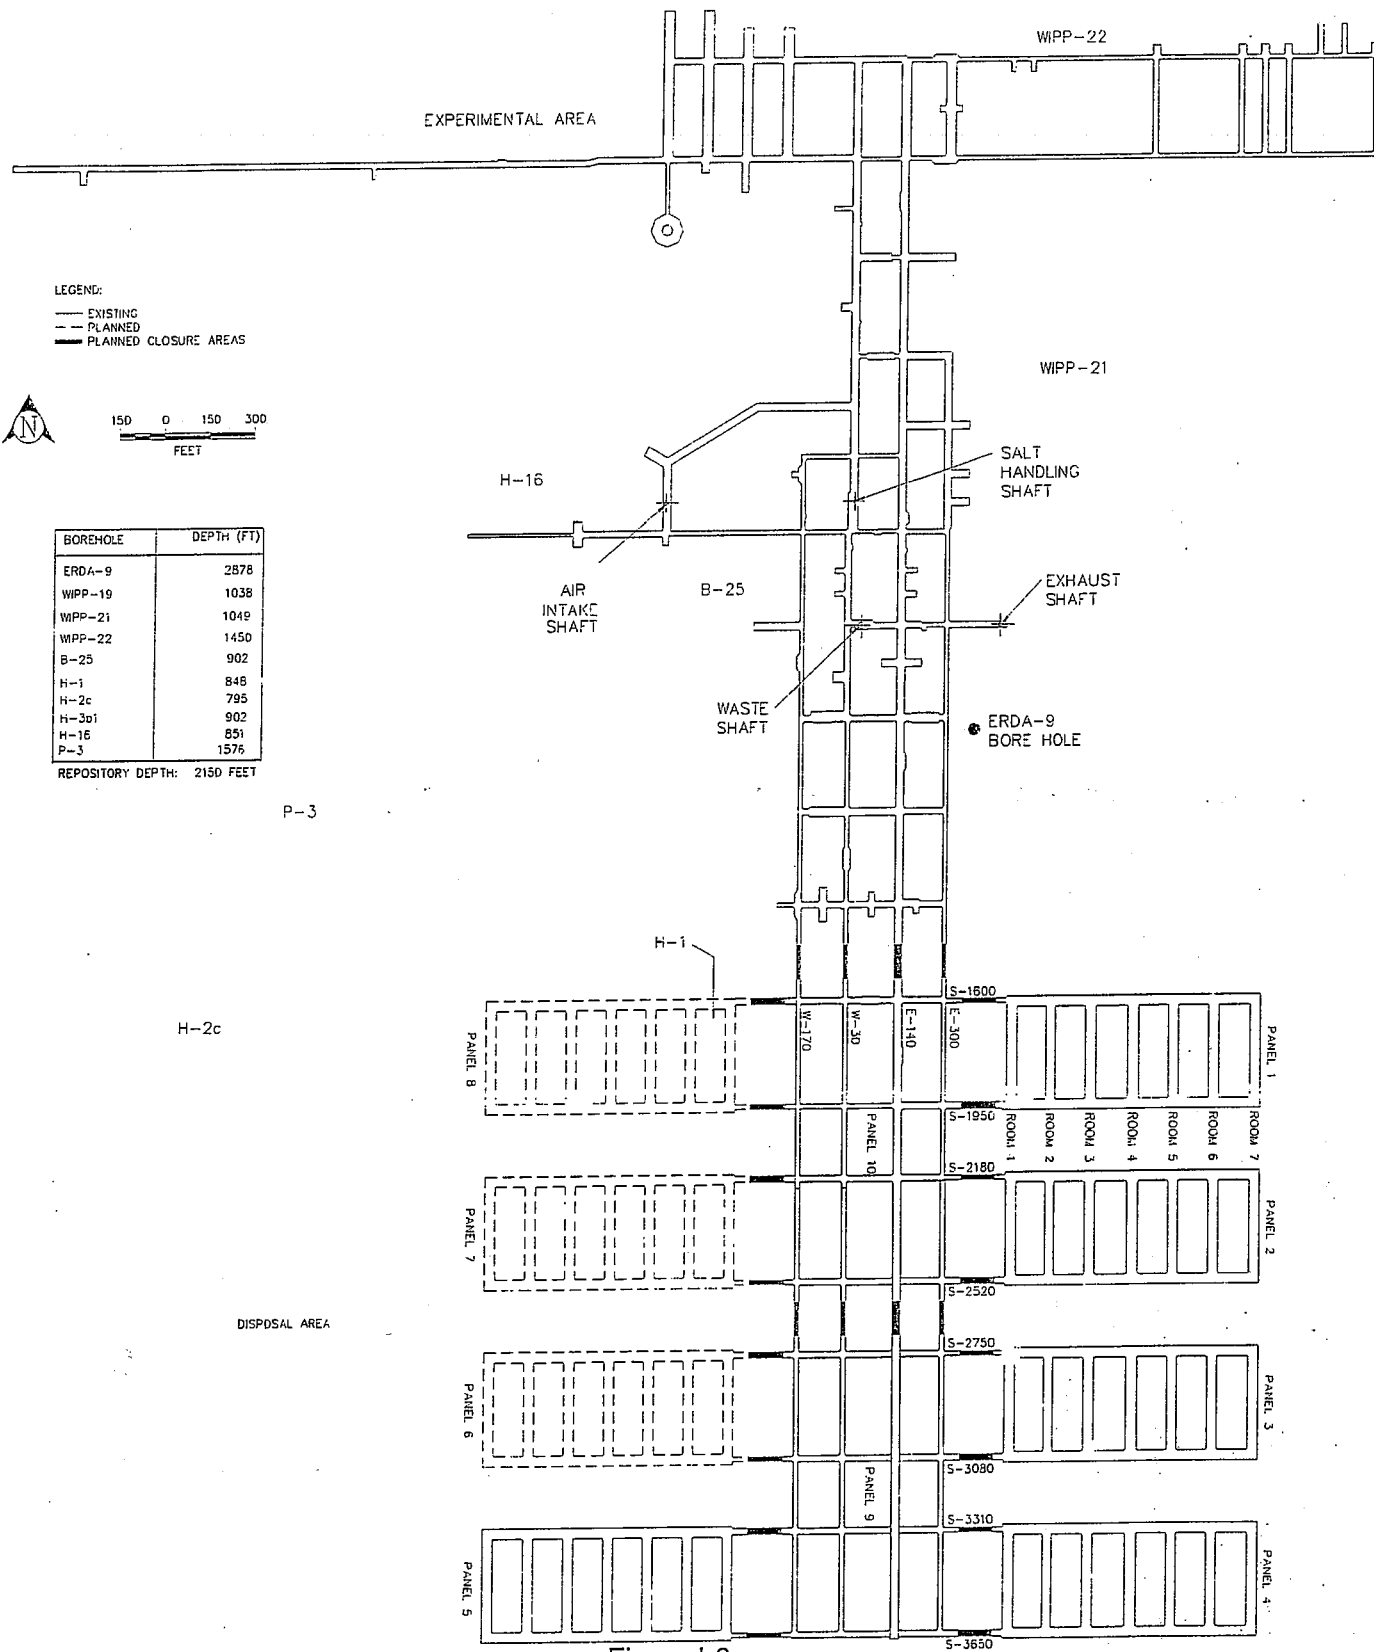 WIPP-22
EXPERIMENTAL AREA
LEGEND:
EXISTING
PLANNED
PLANNED CLOSURE AREAS
N
150 0 150 300
FEET
WIPP-21
SALT
HANDLING
SHAFT
H-16
BOREHOLE DEPTH (FT)
ERDA-9 2878
WIPP-19 1038
WIPP-21 1049
WIPP-22 1450
B-25 902
H-1 848
H-2c 795
H-3b1 902
H-16 851
P-3 1576
REPOSITORY DEPTH: 2150 FEET
AIR
INTAKE
SHAFT
B-25
EXHAUST
SHAFT
WASTE
SHAFT
ERDA-9
BORE HOLE
P-3
H-1
H-2c
S-1600
W-170
W-30
E-140
E-300
PANEL 8
PANEL 1
S-1950
PANEL 10
ROOM 1
ROOM 2
ROOM 3
ROOM 4
ROOM 5
ROOM 6
ROOM 7
S-2180
PANEL 7
PANEL 2
S-2520
DISPOSAL AREA
S-2750
PANEL 6
PANEL 3
S-3080
PANEL 9
S-3310
PANEL 5
PANEL 4
S-3650